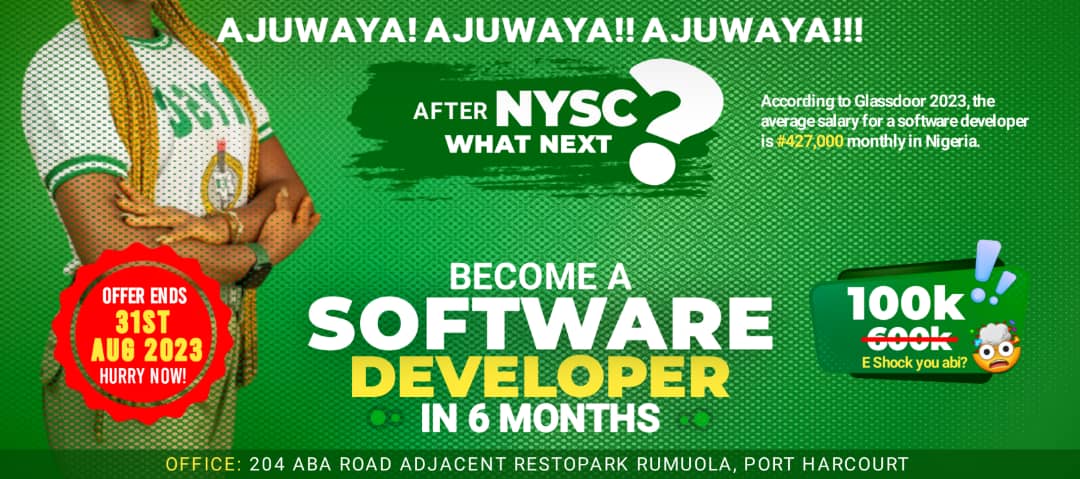 AJUWAYA! AJUWAYA!! AJUWAYA!!!
AFTER NYSC?
WHAT NEXT
According to Glassdoor 2023, the
average salary for a software developer
is #427,000 monthly in Nigeria.
OFFER ENDS
31ST
AUG 2023
HURRY NOW!
BECOME A
SOFTWARE
DEVELOPER
IN 6 MONTHS
100k
600k
E Shock you abi?
OFFICE: 204 ABA ROAD ADJACENT RESTOPARK RUMUOLA, PORT HARCOURT